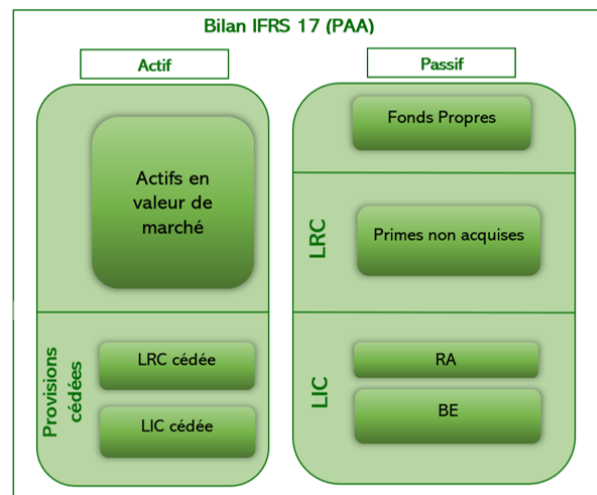 Bilan IFRS 17 (PAA)
Actif
Actifs en
valeur de
marché
Provisions
cédées
LRC cédée
LIC cédée
Passif
Fonds Propres
LRC
Primes non acquises
LIC
RA
BE